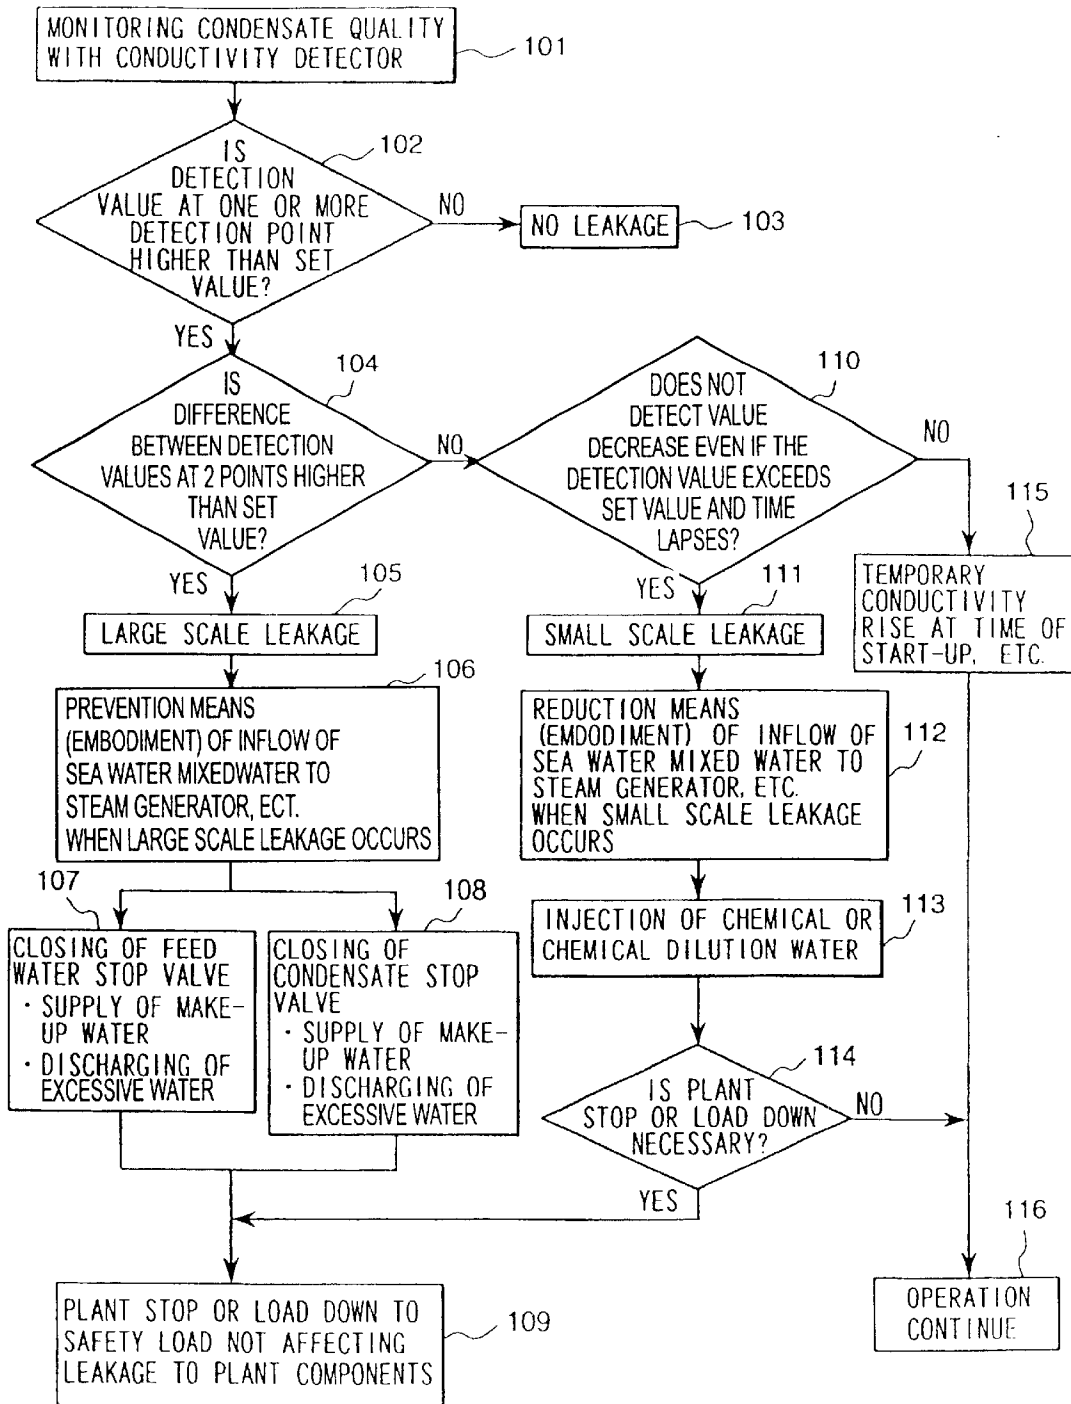 MONITORING CONDENSATE QUALITY
WITH CONDUCTIVITY DETECTOR
101
IS
DETECTION
VALUE AT ONE OR MORE
DETECTION POINT
HIGHER THAN SET
VALUE?
102
NO
NO LEAKAGE
103
YES
IS
DIFFERENCE
BETWEEN DETECTION
VALUES AT 2 POINTS HIGHER
THAN SET
VALUE?
104
NO
DOES NOT
DETECT VALUE
DECREASE EVEN IF THE
DETECTION VALUE EXCEEDS
SET VALUE AND TIME
LAPSES?
110
NO
YES
LARGE SCALE LEAKAGE
105
YES
SMALL SCALE LEAKAGE
111
TEMPORARY
CONDUCTIVITY
RISE AT TIME OF
START-UP, ETC.
115
PREVENTION MEANS
(EMBODIMENT) OF INFLOW OF
SEA WATER MIXEDWATER TO
STEAM GENERATOR, ECT.
WHEN LARGE SCALE LEAKAGE OCCURS
106
REDUCTION MEANS
(EMDODIMENT) OF INFLOW OF
SEA WATER MIXED WATER TO
STEAM GENERATOR, ETC.
WHEN SMALL SCALE LEAKAGE
OCCURS
112
107
CLOSING OF FEED
WATER STOP VALVE
· SUPPLY OF MAKE-
UP WATER
· DISCHARGING OF
EXCESSIVE WATER
108
CLOSING OF
CONDENSATE STOP
VALVE
· SUPPLY OF MAKE-
UP WATER
· DISCHARGING OF
EXCESSIVE WATER
INJECTION OF CHEMICAL OR
CHEMICAL DILUTION WATER
113
IS PLANT
STOP OR LOAD DOWN
NECESSARY?
114
NO
YES
PLANT STOP OR LOAD DOWN TO
SAFETY LOAD NOT AFFECTING
LEAKAGE TO PLANT COMPONENTS
109
OPERATION
CONTINUE
116